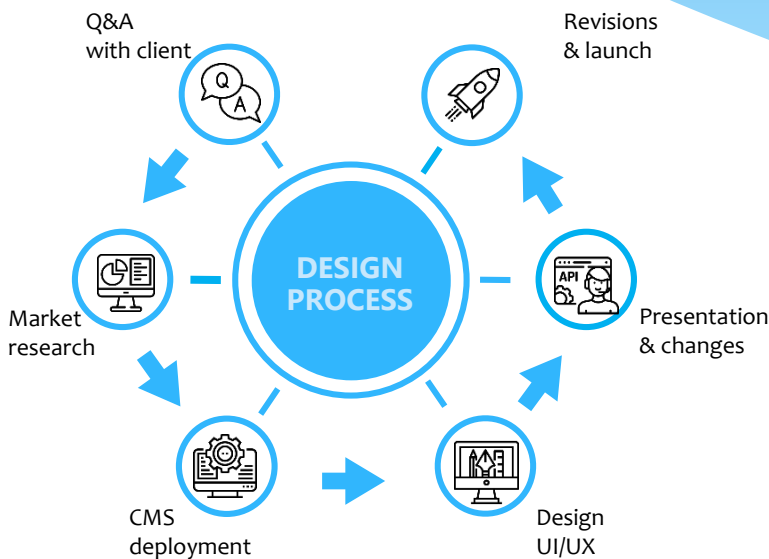 Q&A
with client
Revisions
& launch
Q
A
DESIGN
PROCESS
API
Market
research
Presentation
& changes
CMS
deployment
Design
UI/UX